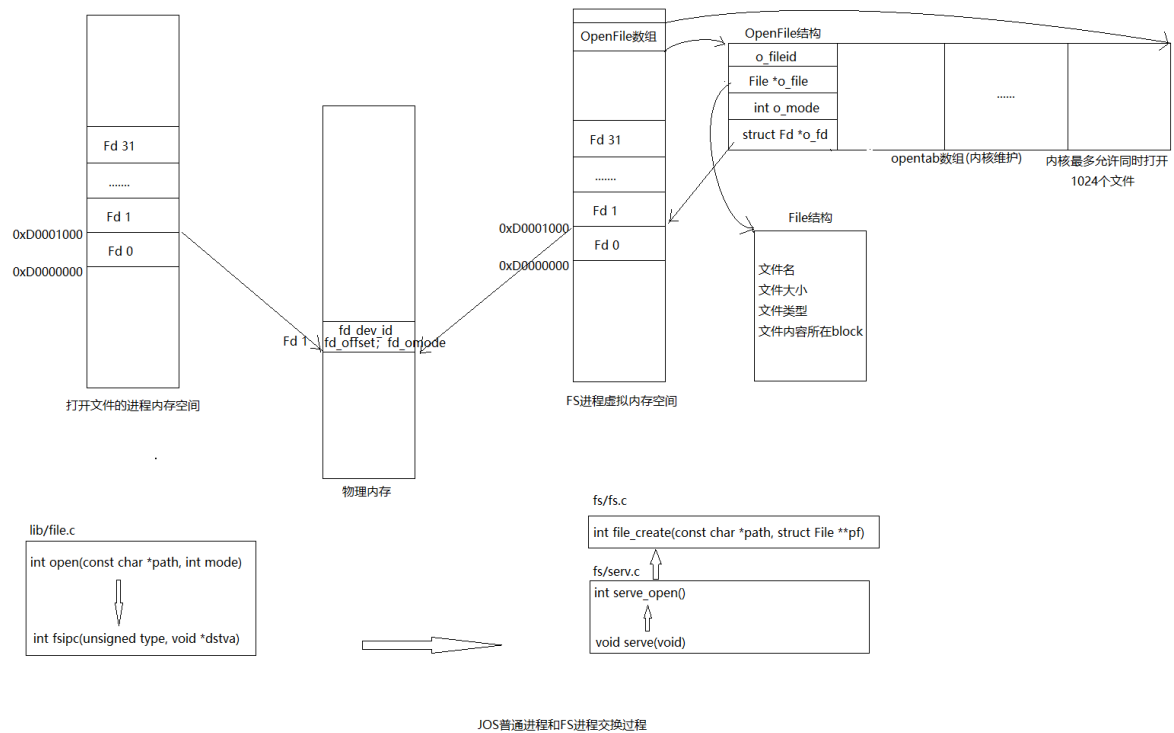 OpenFile数组
OpenFile结构
o_fileid
File *o_file
int o_mode
struct Fd *o_fd
......
opentab数组(内核维护)
内核最多允许同时打开
1024个文件
Fd 31
.......
Fd 1
0xD0001000
Fd 0
0xD0000000
打开文件的进程内存空间
Fd 1
fd_dev_id
fd_offset; fd_omode
物理内存
Fd 31
.......
Fd 1
0xD0001000
Fd 0
0xD0000000
FS进程虚拟内存空间
File结构
文件名
文件大小
文件类型
文件内容所在block
lib/file.c
int open(const char *path, int mode)
int fsipc(unsigned type, void *dstva)
fs/fs.c
int file_create(const char *path, struct File **pf)
fs/serv.c
int serve_open()
void serve(void)
JOS普通进程和FS进程交换过程